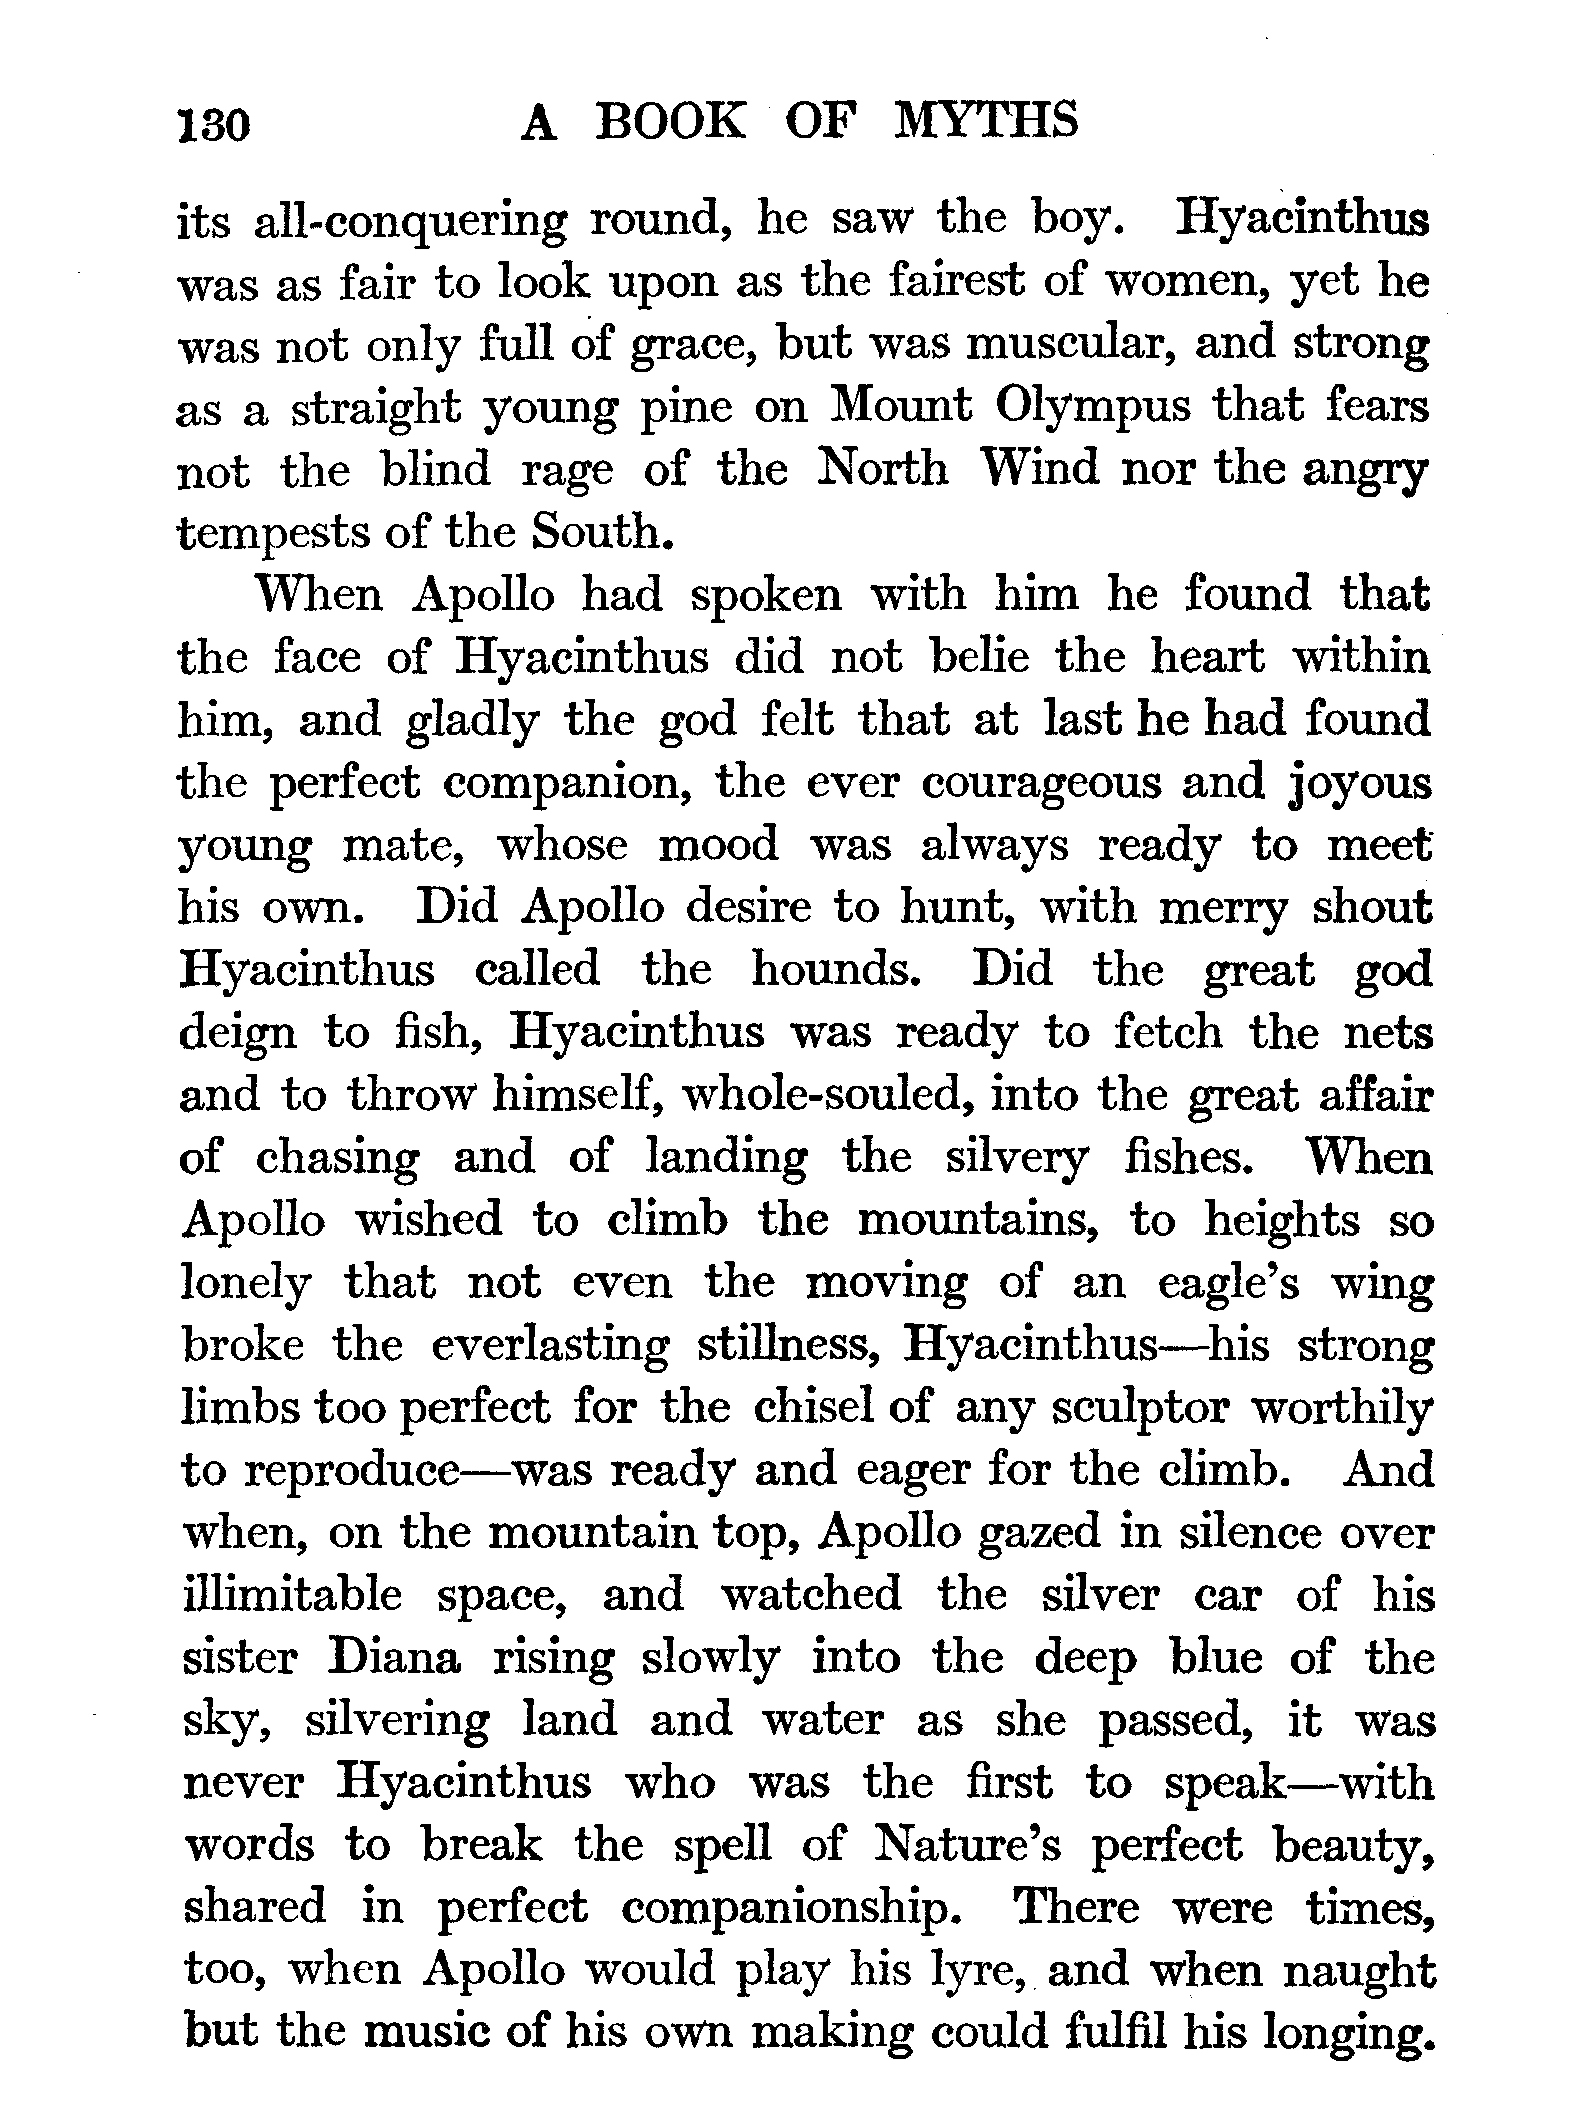 130 A BOOK OF MYTHS
its all-conquering round, he saw the boy. Hyacinthus
was as fair to look upon as the fairest of women, yet he
was not only full of grace, but was muscular, and strong
as a straight young pine on Mount Olympus that fears
not the blind rage of the North Wind nor the angry
tempests of the South.
When Apollo had spoken with him he found that
the face of Hyacinthus did not belie the heart within
him, and gladly the god felt that at last he had found
the perfect companion, the ever courageous and joyous
young mate, whose mood was always ready to meet
his own. Did Apollo desire to hunt, with merry shout
Hyacinthus called the hounds. Did the great god
deign to fish, Hyacinthus was ready to fetch the nets
and to throw himself, whole-souled, into the great affair
of chasing and of landing the silvery fishes. When
Apollo wished to climb the mountains, to heights so
lonely that not even the moving of an eagle's wing
broke the everlasting stillness, Hyacinthus—his strong
limbs too perfect for the chisel of any sculptor worthily
to reproduce—was ready and eager for the climb. And
when, on the mountain top, Apollo gazed in silence over
illimitable space, and watched the silver car of his
sister Diana rising slowly into the deep blue of the
sky, silvering land and water as she passed, it was
never Hyacinthus who was the first to speak—with
words to break the spell of Nature's perfect beauty,
shared in perfect companionship. There were times,
too, when Apollo would play his lyre, and when naught
but the music of his own making could fulfil his longing.